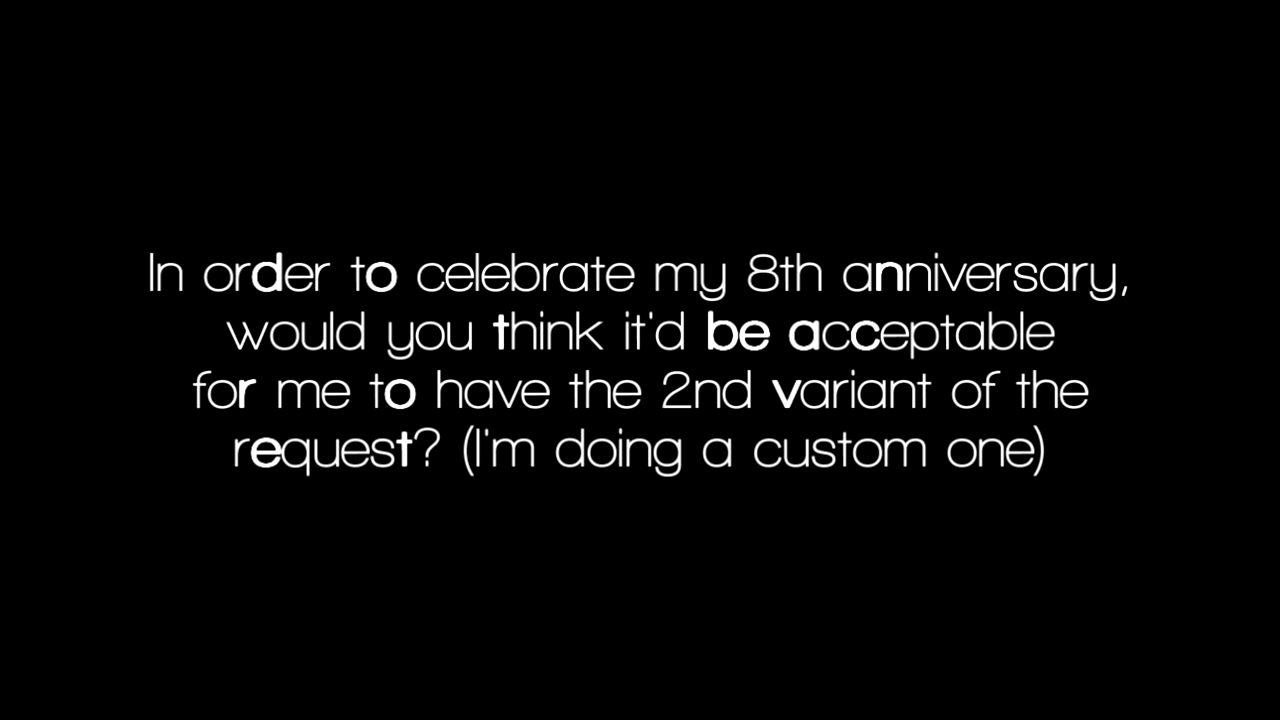 In order to celebrate my 8th anniversary,
would you think it'd be acceptable
for me to have the 2nd variant of the
request? (I'm doing a custom one)